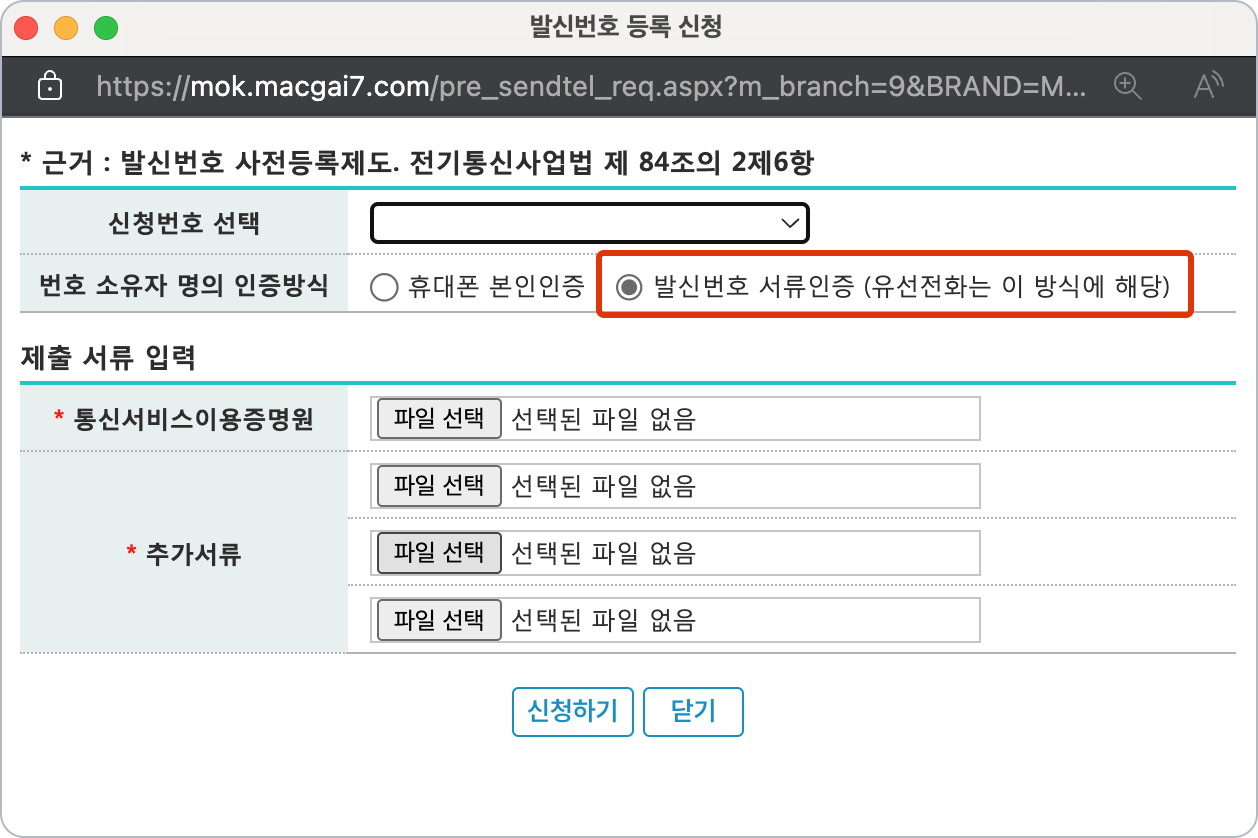 발신번호 등록 신청
https://mok.macgai7.com/pre_sendtel_req.aspx?m_branch=9&BRAND=M...
* 근거 : 발신번호 사전등록제도. 전기통신사업법 제 84조의 2제6항
신청번호 선택
번호 소유자 명의 인증방식 휴대폰 본인인증 발신번호 서류인증 (유선전화는 이 방식에 해당)
제출 서류 입력
* 통신서비스이용증명원 파일 선택 선택된 파일 없음
파일 선택 선택된 파일 없음
* 추가서류 파일 선택 선택된 파일 없음
파일 선택 선택된 파일 없음
신청하기 닫기